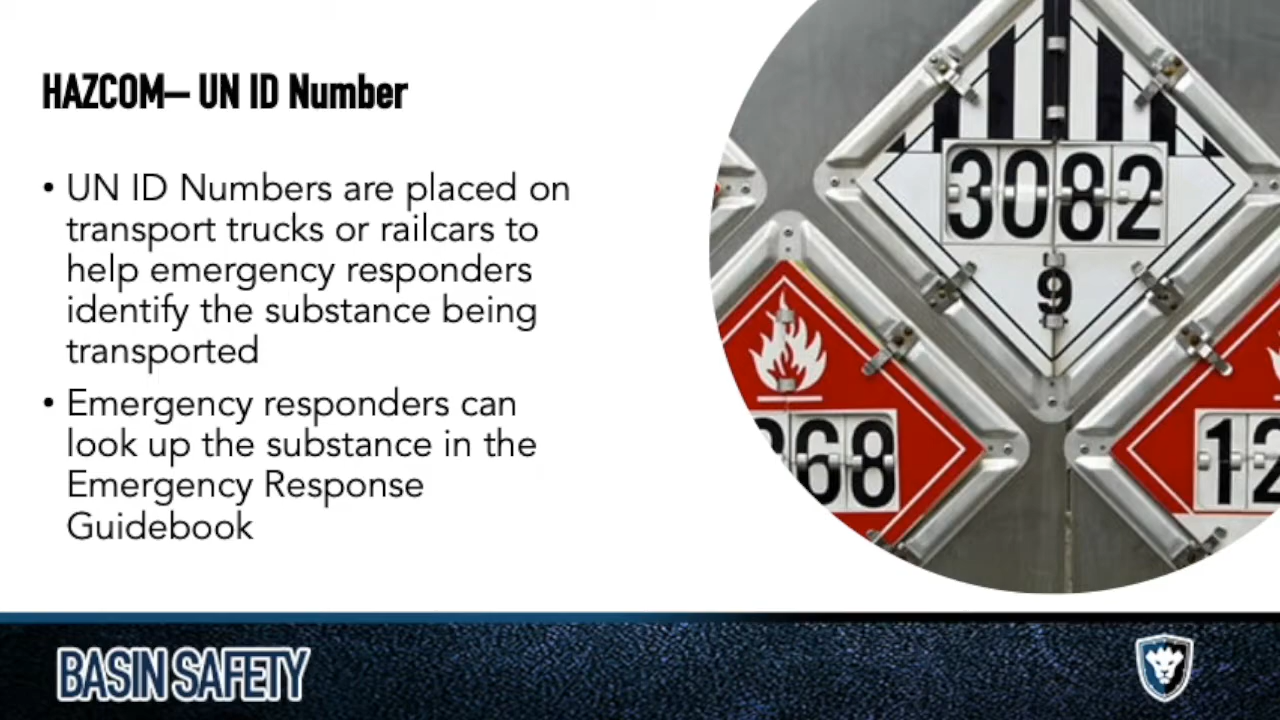 HAZCOM– UN ID Number
• UN ID Numbers are placed on
transport trucks or railcars to
help emergency responders
identify the substance being
transported
• Emergency responders can
look up the substance in the
Emergency Response
Guidebook
3082
9
268
12
BASIN SAFETY